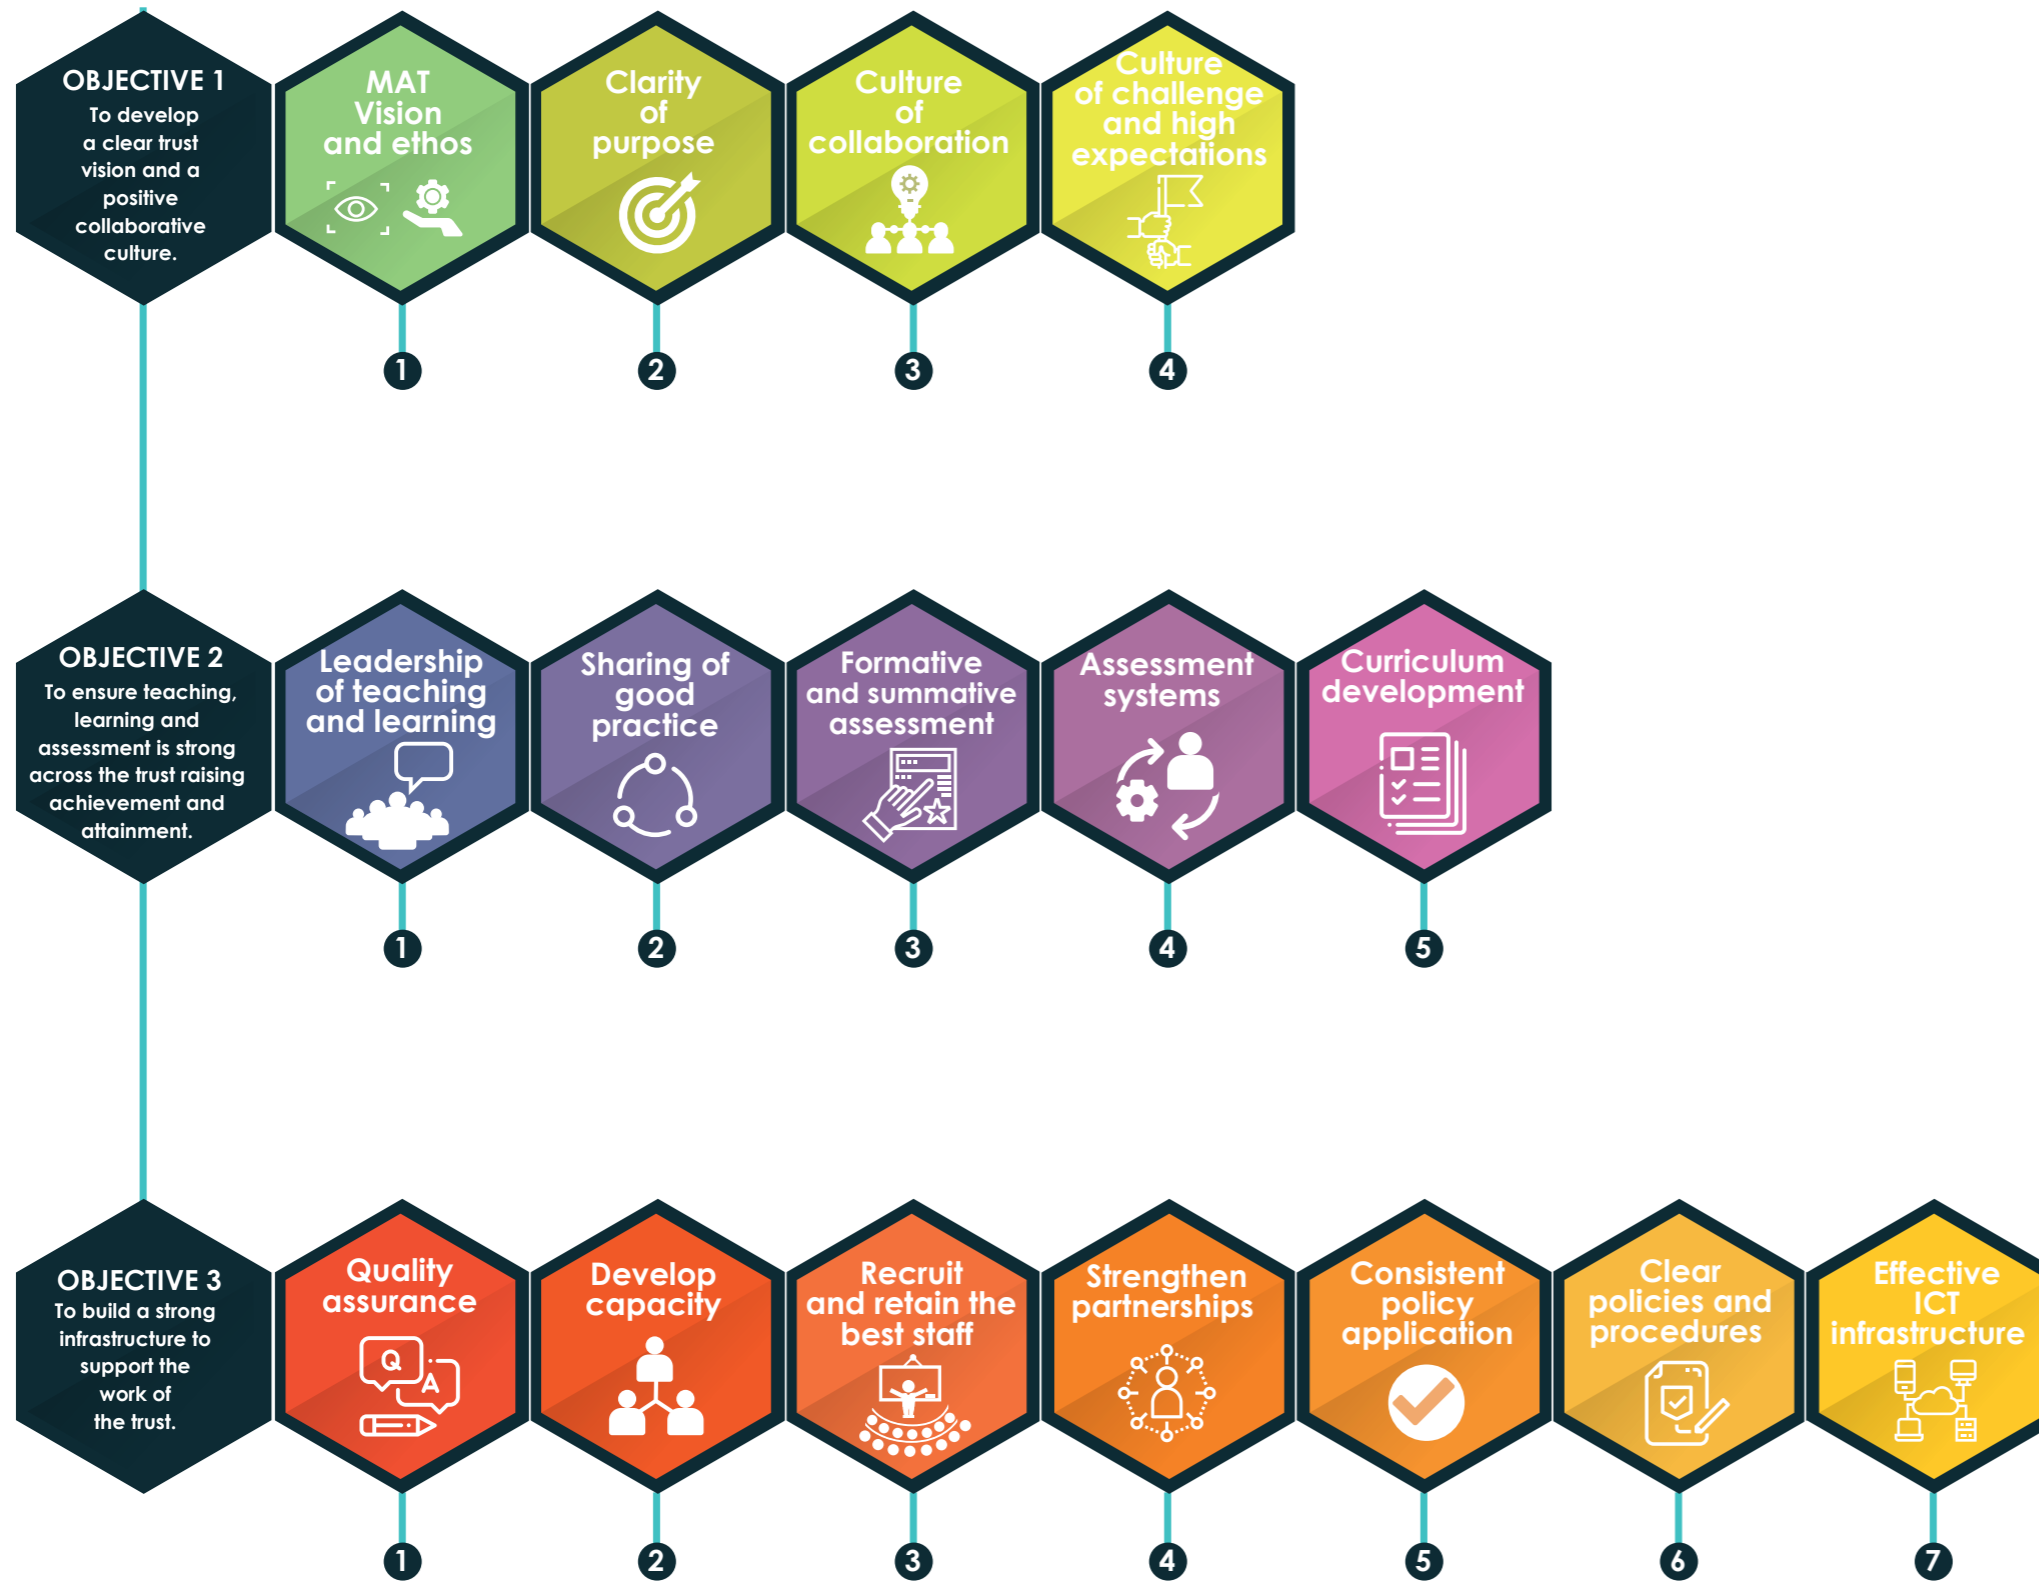 OBJECTIVE 1
To develop
a clear trust
vision and a
positive
collaborative
culture.
MAT
Vision
and ethos
Clarity
of
purpose
Culture
of
collaboration
Culture
of challenge
and high
expectations
1
2
3
4
OBJECTIVE 2
To ensure teaching,
learning and
assessment is strong
across the trust raising
achievement and
attainment.
Leadership
of teaching
and learning
Sharing of
good
practice
Formative
and summative
assessment
Assessment
systems
Curriculum
development
1
2
3
4
5
OBJECTIVE 3
To build a strong
infrastructure to
support the
work of
the trust.
Quality
assurance
Q
A
Develop
capacity
Recruit
and retain the
best staff
Strengthen
partnerships
Consistent
policy
application
Clear
policies and
procedures
Effective
ICT
infrastructure
1
2
3
4
5
6
7